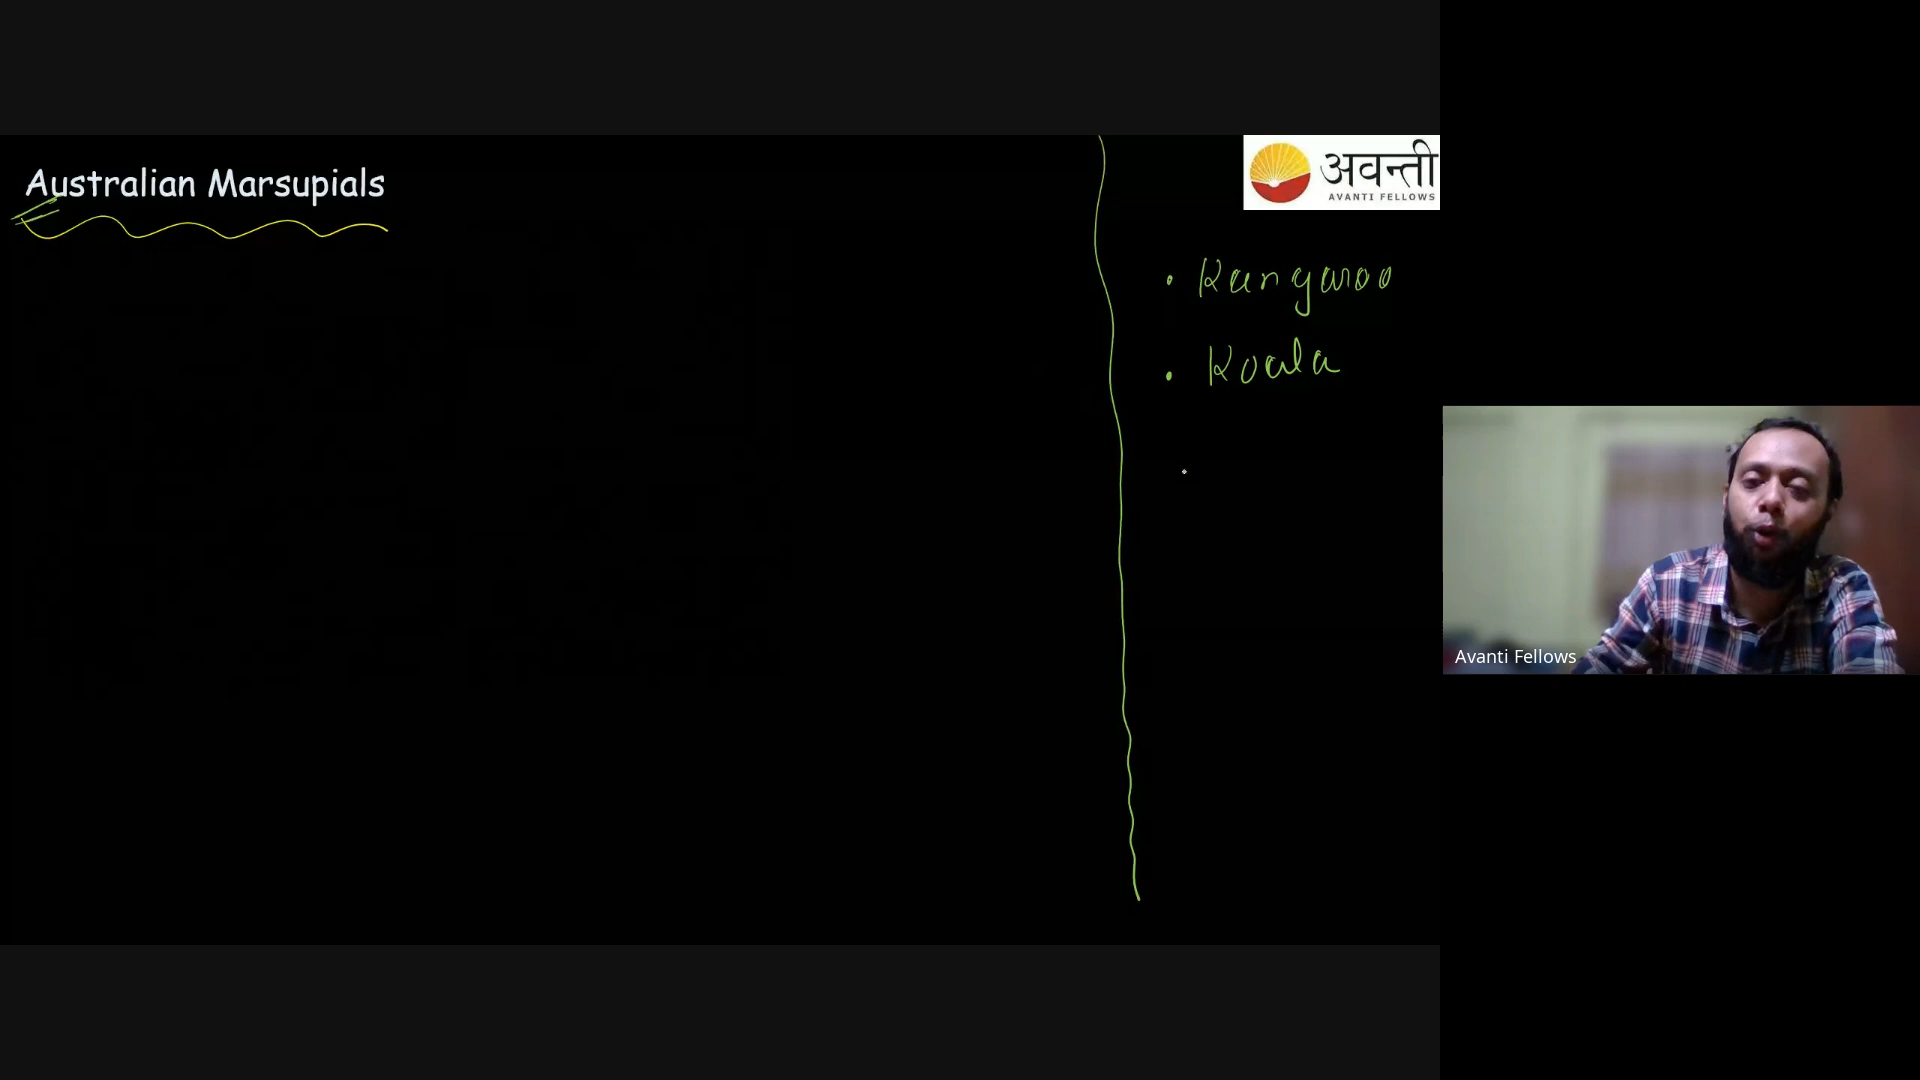 Australian Marsupials
अवन्ती
AVANTI FELLOWS
• Kangaroo
• Koala
Avanti Fellows